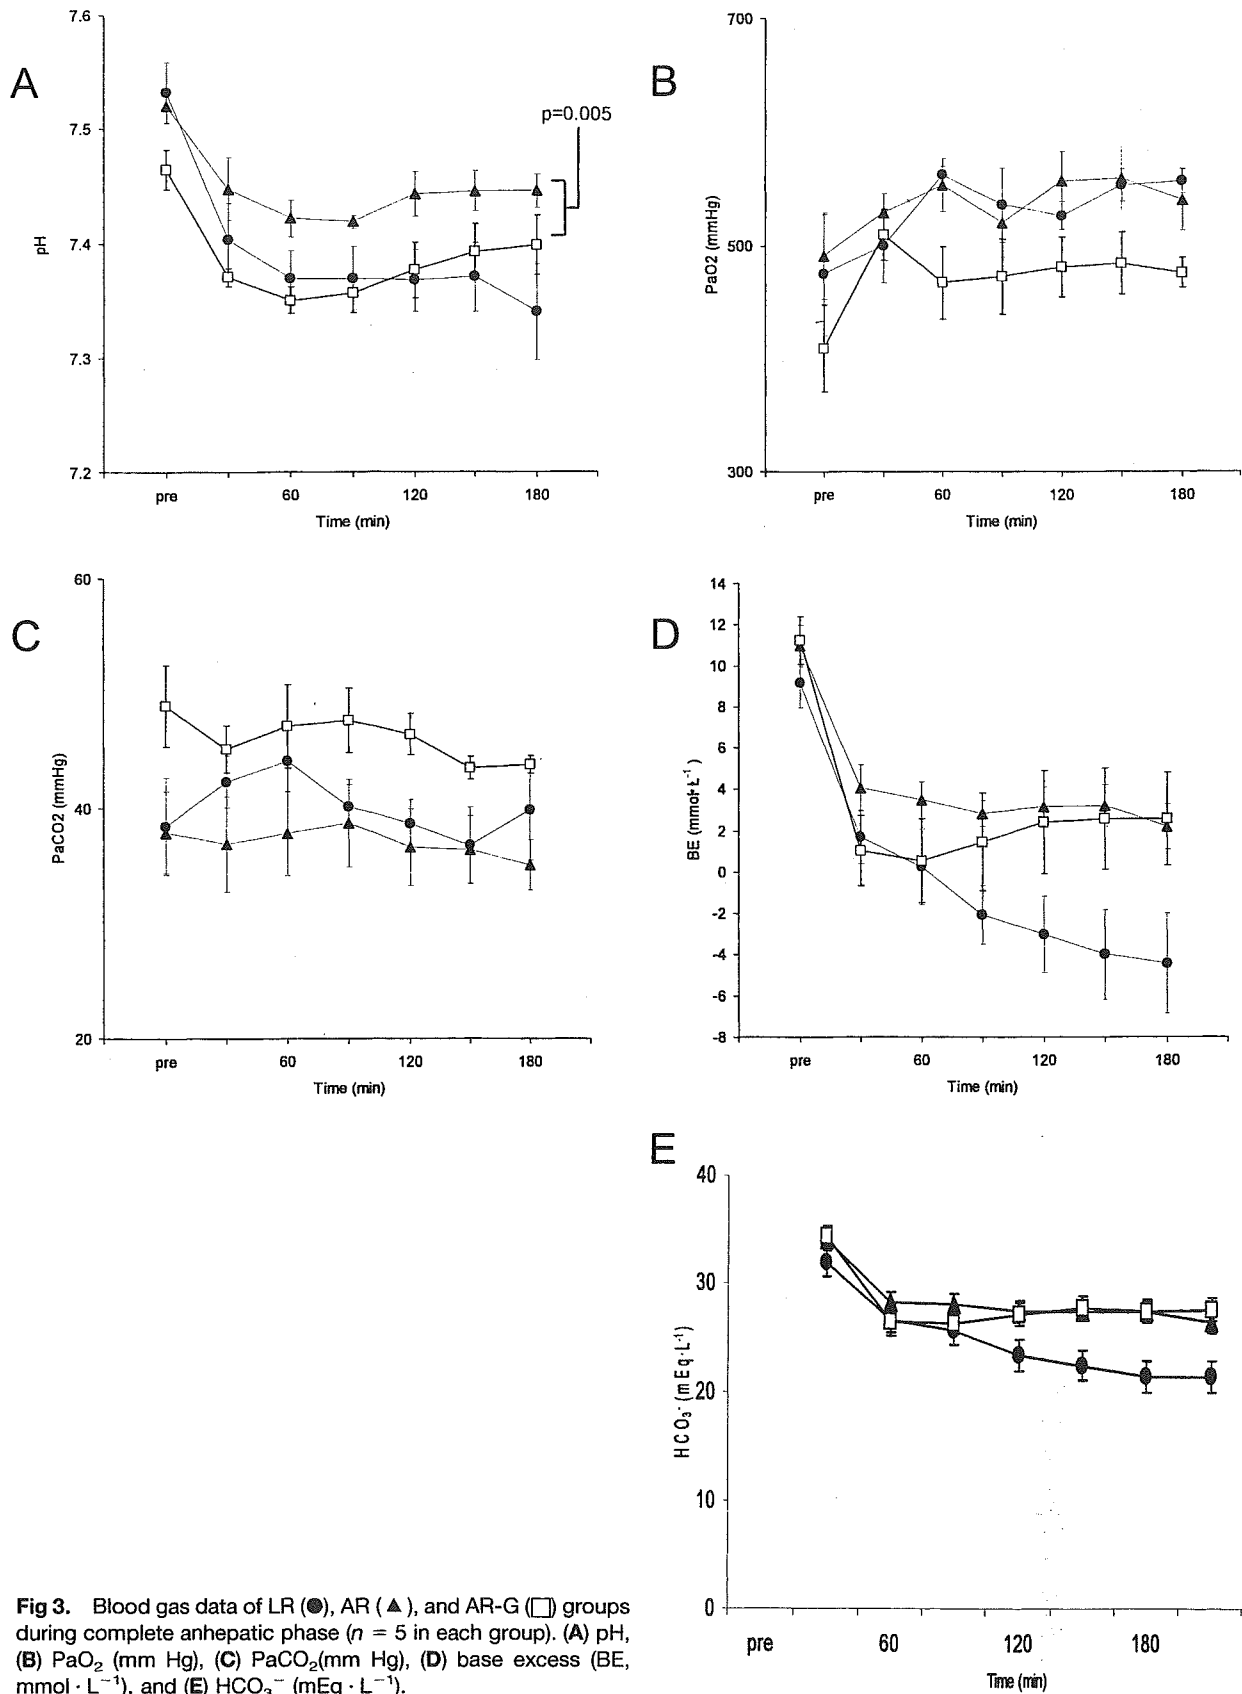 A
7.6
7.5
7.4
7.3
7.2
pH
p=0.005
pre
60
120
180
Time (min)
B
700
500
300
PaO2 (mmHg)
pre
60
120
180
Time (min)
C
60
40
20
PaCO2 (mmHg)
pre
60
120
180
Time (min)
D
14
12
10
8
6
4
2
0
-2
-4
-6
-8
BE (mmol·L⁻¹)
pre
60
120
180
Time (min)
E
40
30
20
10
0
HCO₃⁻ (mEq·L⁻¹)
pre
60
120
180
Time (min)
Fig 3. Blood gas data of LR (●), AR (▲), and AR-G (□) groups
during complete anhepatic phase (n = 5 in each group). (A) pH,
(B) PaO₂ (mm Hg), (C) PaCO₂(mm Hg), (D) base excess (BE,
mmol · L⁻¹), and (E) HCO₃⁻ (mEq · L⁻¹).